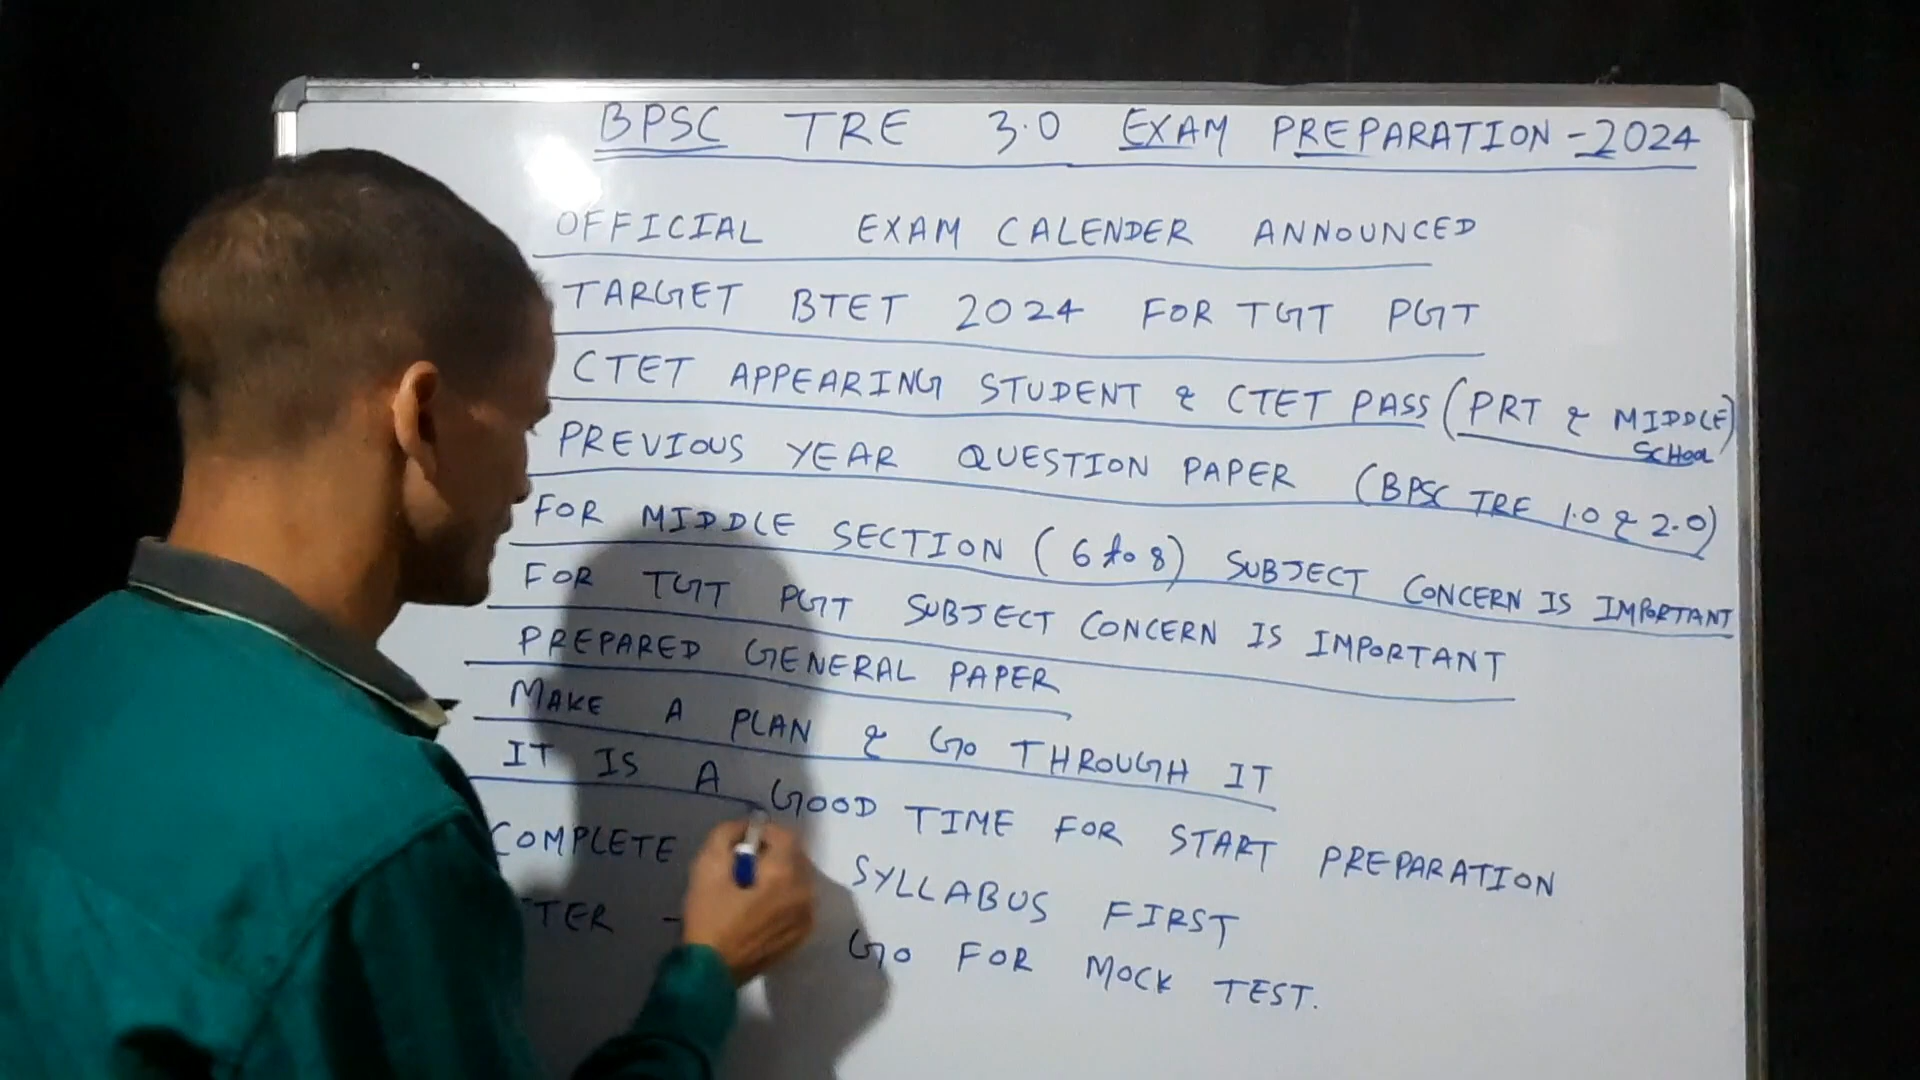 BPSC TRE 3.0 EXAM PREPARATION - 2024
OFFICIAL EXAM CALENDER ANNOUNCED
TARGET BTET 2024 FOR TGT PGT
CTET APPEARING STUDENT & CTET PASS (PRT & MIDDLE)
SCHOOL
PREVIOUS YEAR QUESTION PAPER (BPSC TRE 1.0 & 2.0)
FOR MIDDLE SECTION (6 to 8) SUBJECT CONCERN IS IMPORTANT
FOR TGT PGT SUBJECT CONCERN IS IMPORTANT
PREPARED GENERAL PAPER
MAKE A PLAN & GO THROUGH IT
IT IS A GOOD TIME FOR START PREPARATION
COMPLETE SYLLABUS FIRST
GO FOR MOCK TEST.